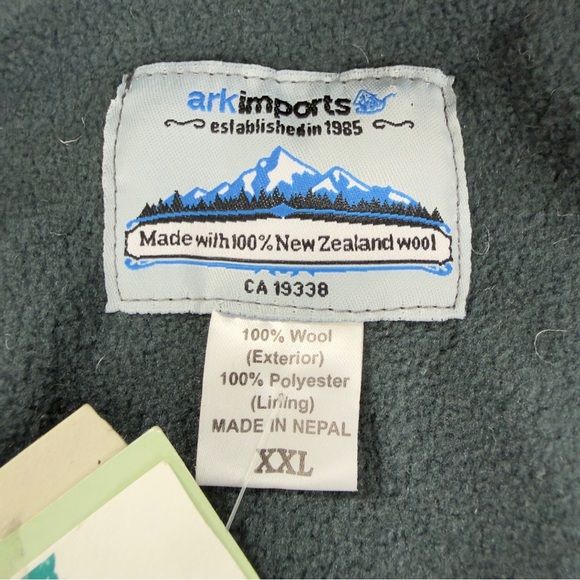 arkimports
established in 1985
Made with 100% New Zealand wool
CA 19338
100% Wool
(Exterior)
100% Polyester
(Lining)
MADE IN NEPAL
XXL